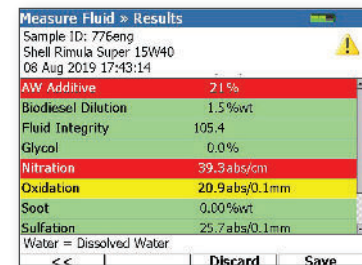 Measure Fluid » Results
Sample ID: 776eng
Shell Rimula Super 15W40
08 Aug 2019 17:43:14
AW Additive 21%
Biodiesel Dilution 1.5%wt
Fluid Integrity 105.4
Glycol 0.0%
Nitration 39.3abs/cm
Oxidation 20.9abs/0.1mm
Soot 0.00%wt
Sulfation 25.7abs/0.1mm
Water = Dissolved Water
<< Discard Save